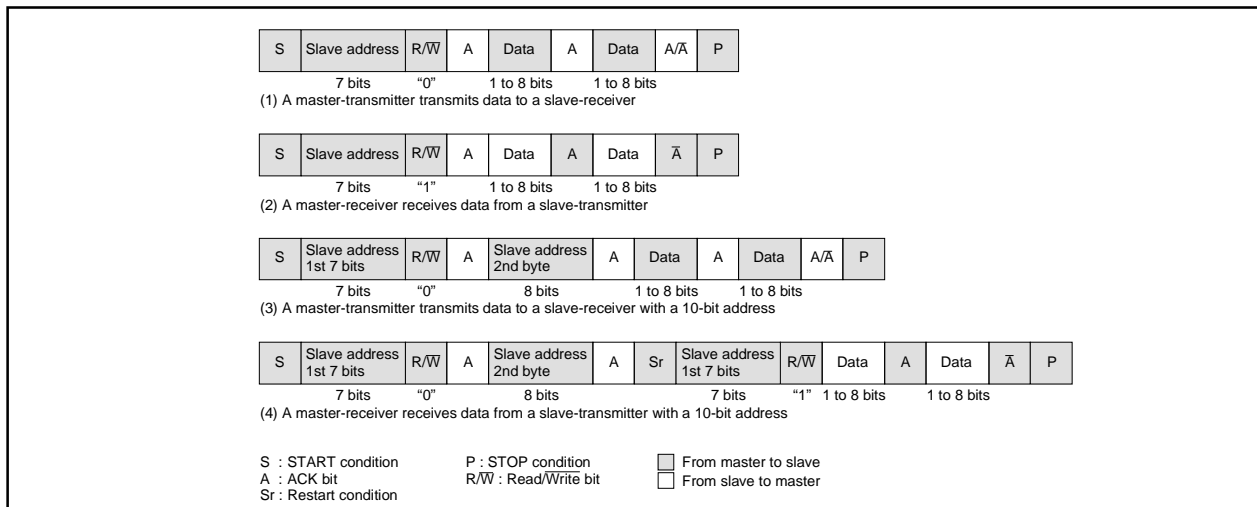 S Slave address R/W̅ A Data A Data A/A̅ P
7 bits “0” 1 to 8 bits 1 to 8 bits
(1) A master-transmitter transmits data to a slave-receiver
S Slave address R/W̅ A Data A Data A̅ P
7 bits “1” 1 to 8 bits 1 to 8 bits
(2) A master-receiver receives data from a slave-transmitter
S Slave address 1st 7 bits R/W̅ A Slave address 2nd byte A Data A Data A/A̅ P
7 bits “0” 8 bits 1 to 8 bits 1 to 8 bits
(3) A master-transmitter transmits data to a slave-receiver with a 10-bit address
S Slave address 1st 7 bits R/W̅ A Slave address 2nd byte A Sr Slave address 1st 7 bits R/W̅ Data A Data A̅ P
7 bits “0” 8 bits 7 bits “1” 1 to 8 bits 1 to 8 bits
(4) A master-receiver receives data from a slave-transmitter with a 10-bit address
S : START condition P : STOP condition From master to slave
A : ACK bit R/W̅ : Read/W̅r̅i̅t̅e̅ bit From slave to master
Sr : Restart condition